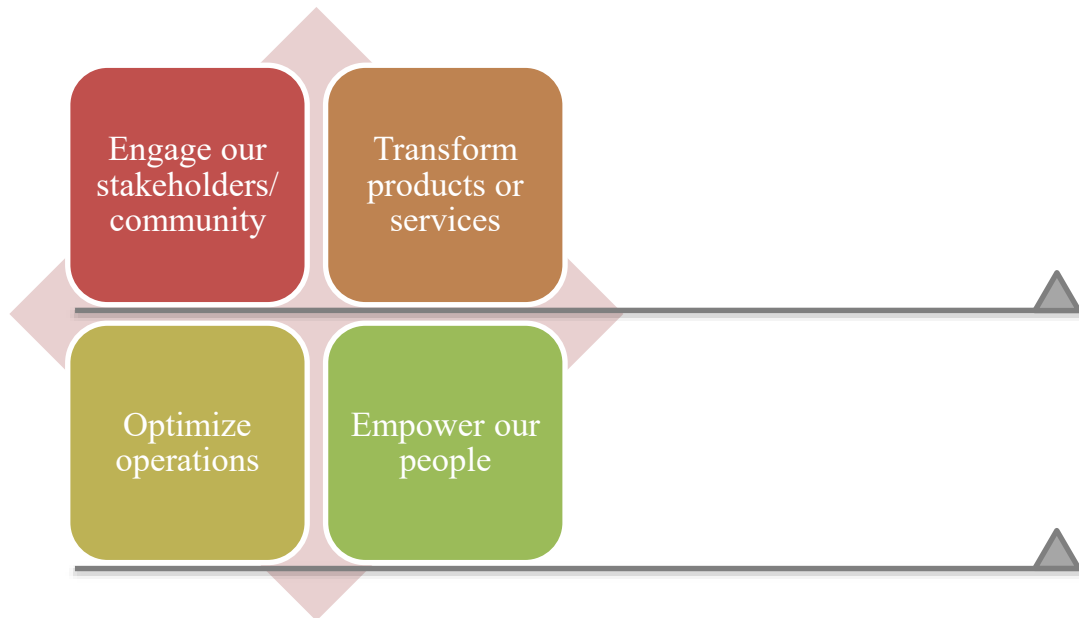 Engage our
stakeholders/
community
Transform
products or
services
Optimize
operations
Empower our
people